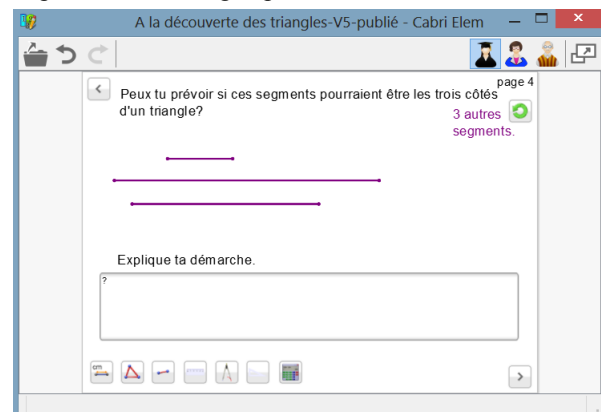 A la découverte des triangles-V5-publié - Cabri Elem
page 4
Peux tu prévoir si ces segments pourraient être les trois côtés
d'un triangle?
3 autres
segments.
Explique ta démarche.
?
cm